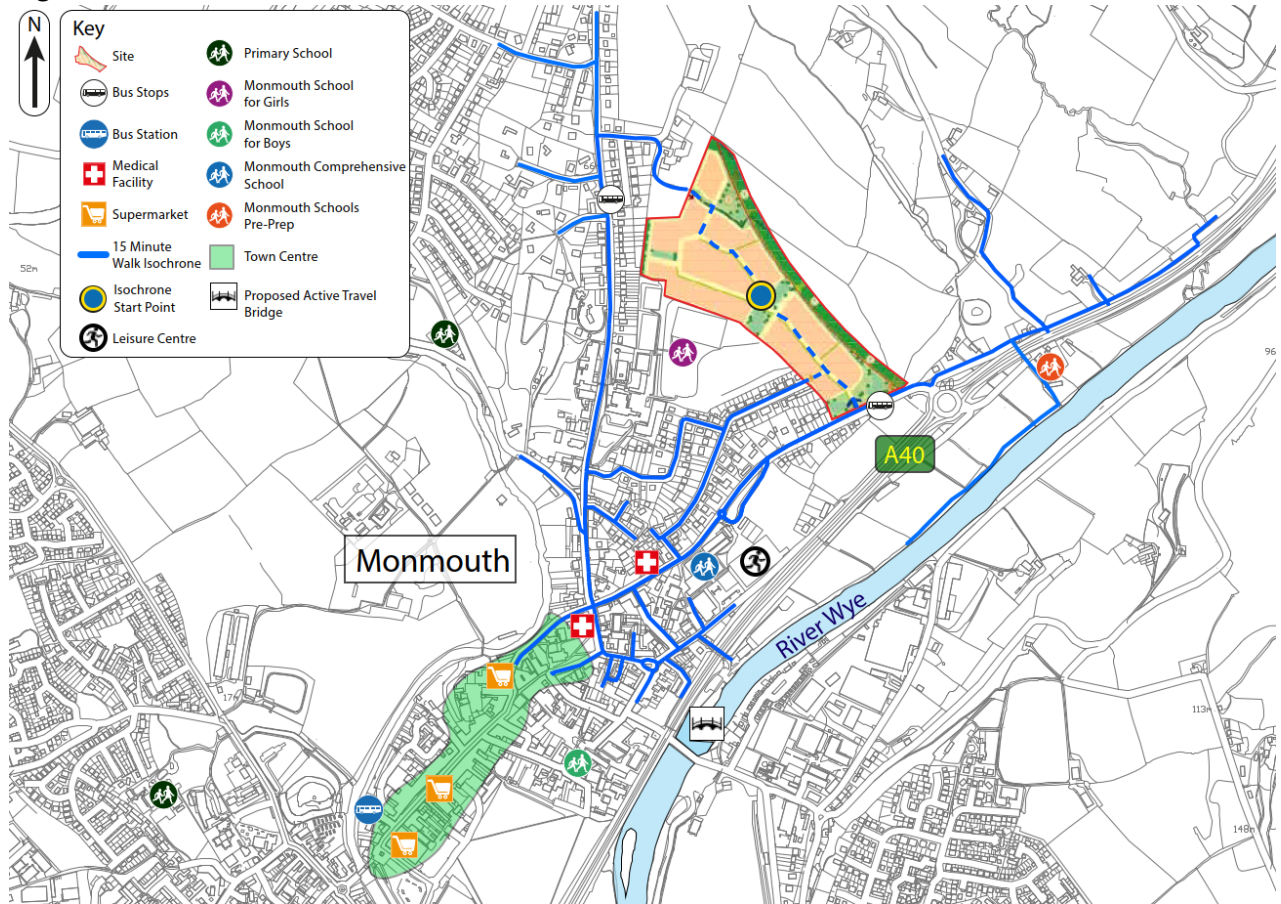 N
Key
Site
Bus Stops
Bus Station
Medical
Facility
Supermarket
15 Minute
Walk Isochrone
Isochrone
Start Point
Leisure Centre
Primary School
Monmouth School
for Girls
Monmouth School
for Boys
Monmouth Comprehensive
School
Monmouth Schools
Pre-Prep
Town Centre
Proposed Active Travel
Bridge
52m
A40
Monmouth
River Wye
113m
148m